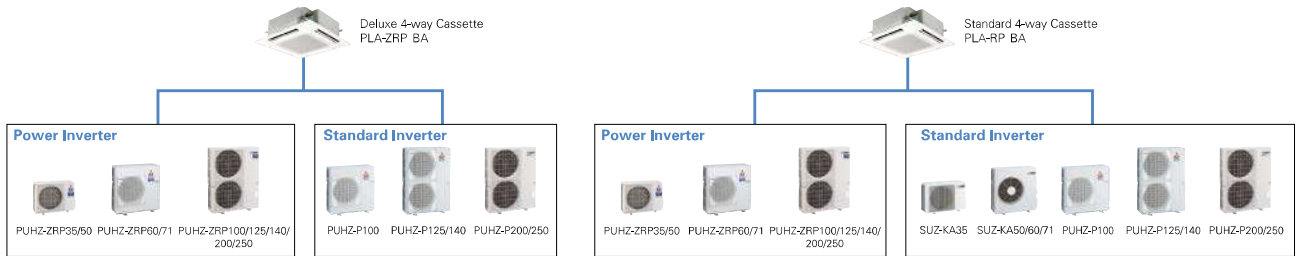 Deluxe 4-way Cassette
PLA-ZRP BA
Power Inverter
PUHZ-ZRP35/50
PUHZ-ZRP60/71
PUHZ-ZRP100/125/140/
200/250
Standard Inverter
PUHZ-P100
PUHZ-P125/140
PUHZ-P200/250
Standard 4-way Cassette
PLA-RP BA
Power Inverter
PUHZ-ZRP35/50
PUHZ-ZRP60/71
PUHZ-ZRP100/125/140/
200/250
Standard Inverter
SUZ-KA35
SUZ-KA50/60/71
PUHZ-P100
PUHZ-P125/140
PUHZ-P200/250